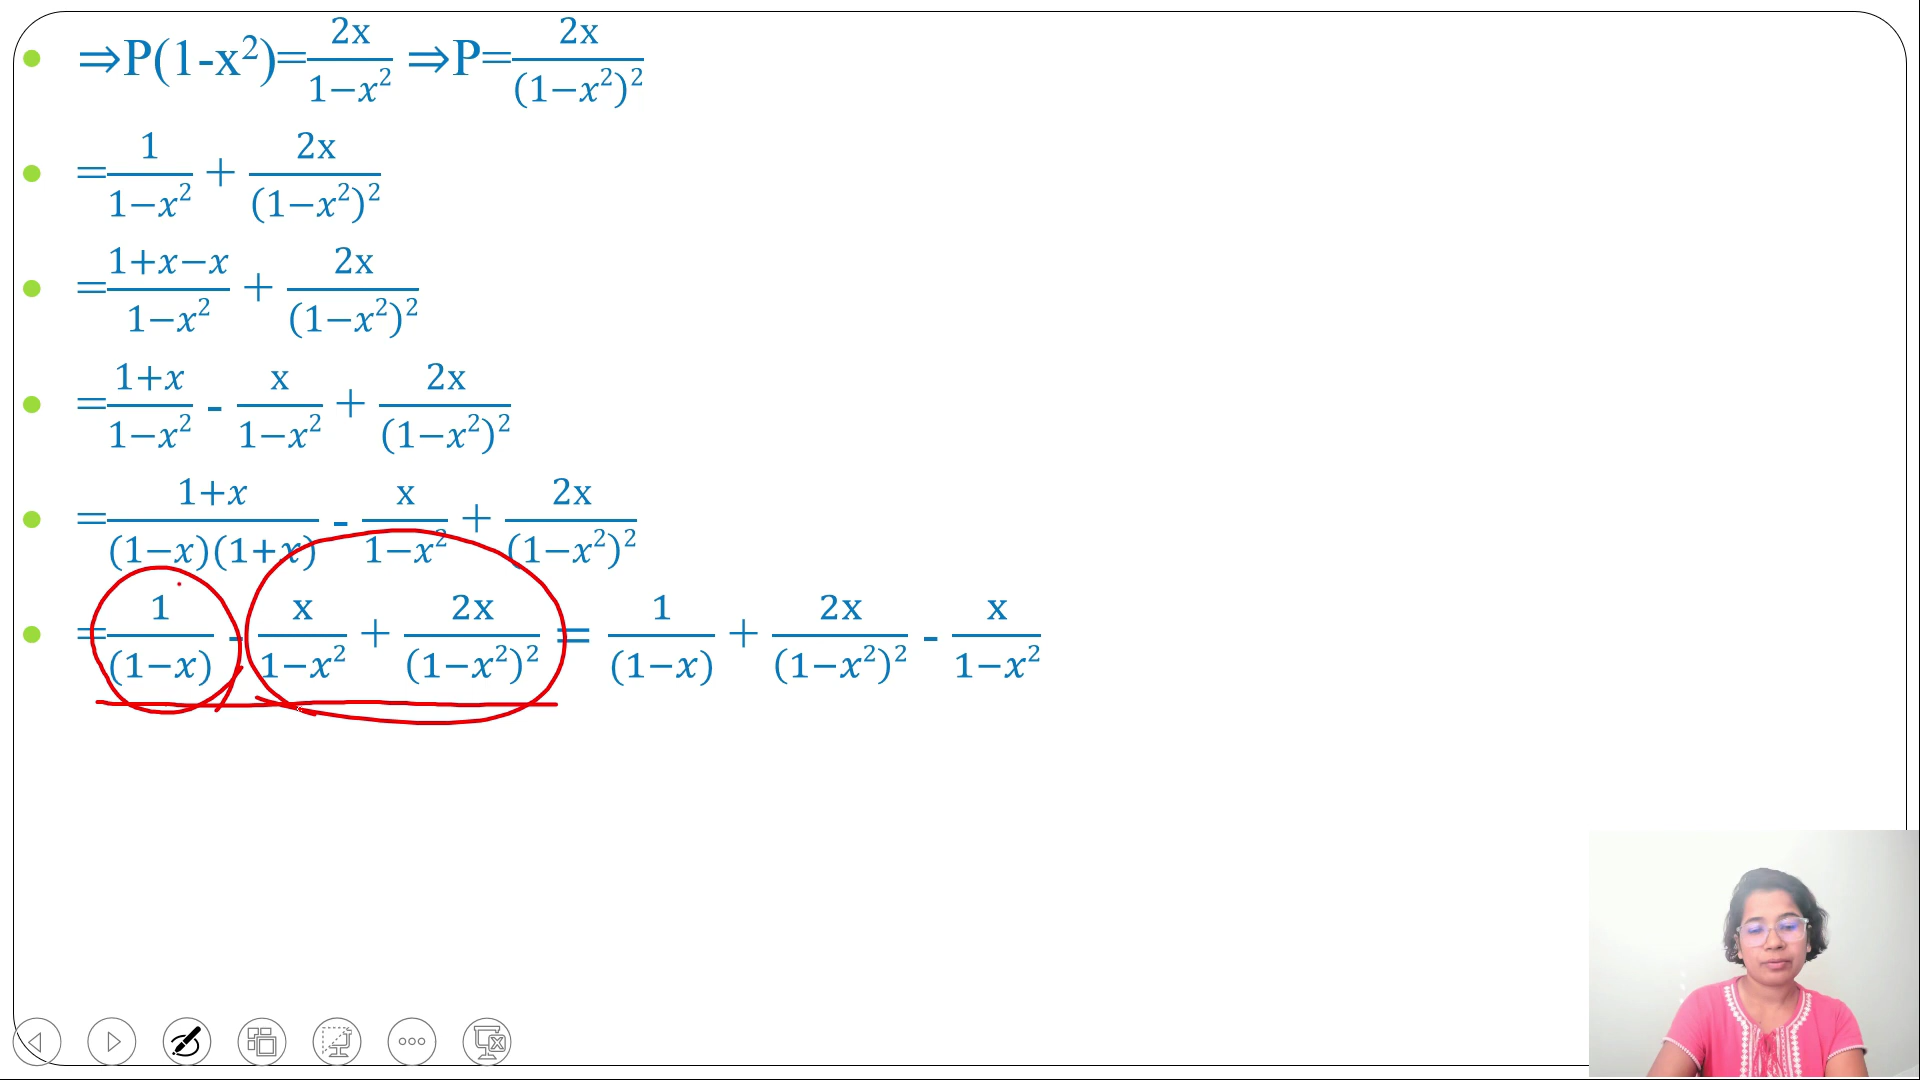 ⇒P(1-x²)=2x/(1−x²) ⇒P=2x/(1−x²)²
=1/(1−x²) + 2x/(1−x²)²
=(1+x−x)/(1−x²) + 2x/(1−x²)²
=(1+x)/(1−x²) - x/(1−x²) + 2x/(1−x²)²
=(1+x)/((1−x)(1+x)) - x/(1−x²) + 2x/(1−x²)²
=1/(1−x) - x/(1−x²) + 2x/(1−x²)² = 1/(1−x) + 2x/(1−x²)² - x/(1−x²)